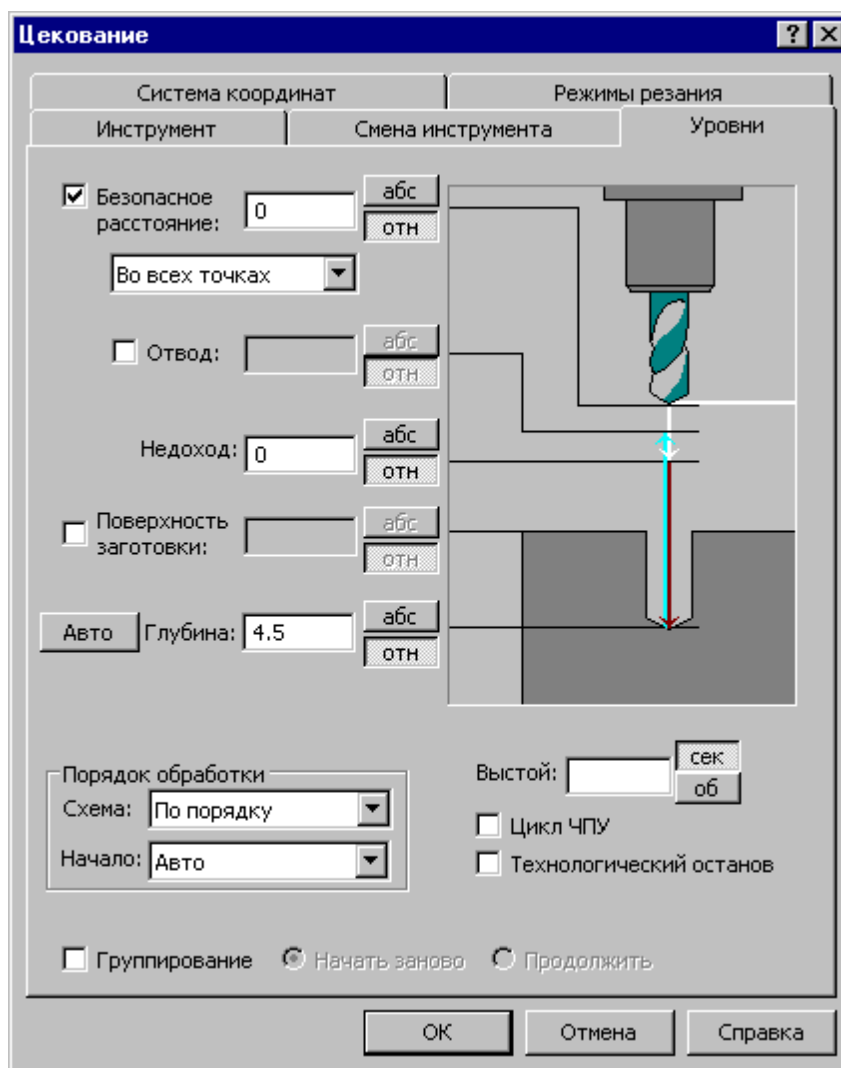 Цекование
Система координат
Режимы резания
Инструмент
Смена инструмента
Уровни
Безопасное
расстояние:
0
абс
отн
Во всех точках
Отвод:
абс
отн
Недоход:
0
абс
отн
Поверхность
заготовки:
абс
отн
Авто
Глубина:
4.5
абс
отн
Порядок обработки
Схема:
По порядку
Начало:
Авто
Выстой:
сек
об
Цикл ЧПУ
Технологический останов
Группирование
Начать заново
Продолжить
ОК
Отмена
Справка